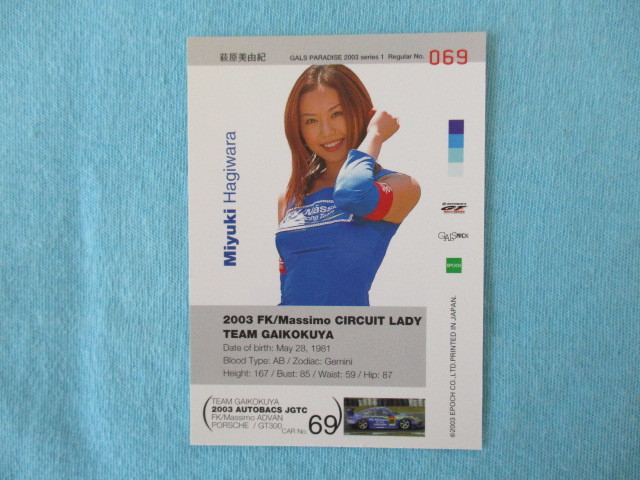 萩原美由紀 GALS PARADISE 2003 series 1 Regular No. 069
Miyuki Hagiwara
GT
EPOCH
2003 FK/Massimo CIRCUIT LADY
TEAM GAIKOKUYA
Date of birth: May 28, 1981
Blood Type: AB / Zodiac: Gemini
Height: 167 / Bust: 85 / Waist: 59 / Hip: 87
TEAM GAIKOKUYA
2003 AUTOBACS JGTC
FK/Massimo ADVAN
PORSCHE / GT300
CAR No. 69
©2003 EPOCH CO.,LTD.PRINTED IN JAPAN.